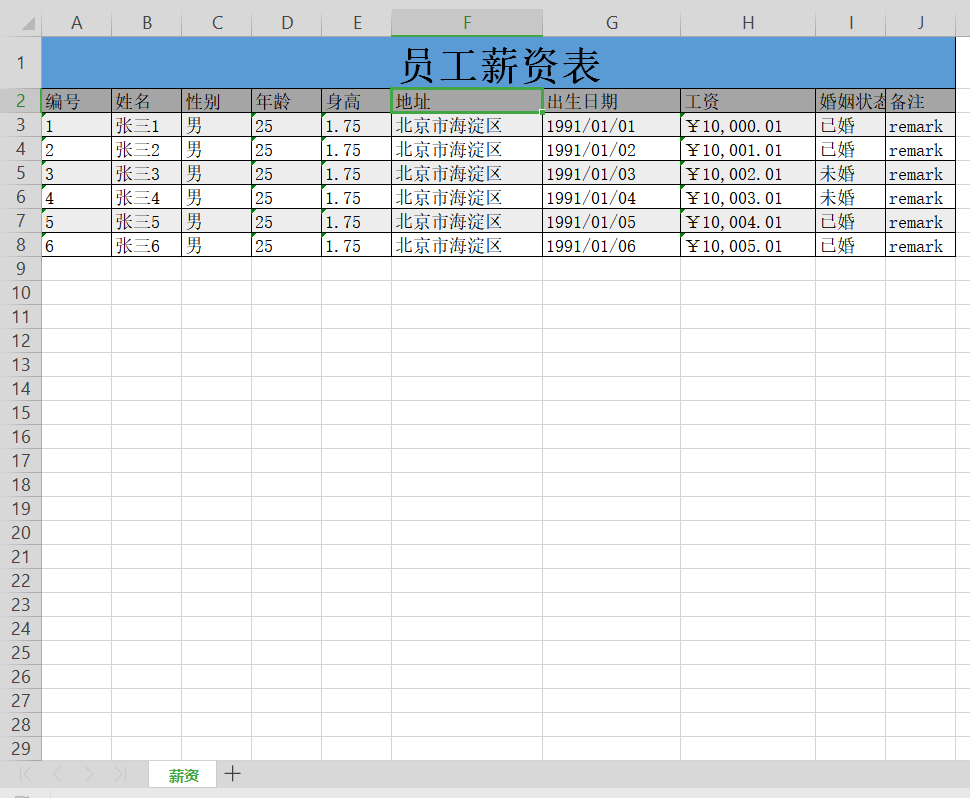 A B C D E F G H I J
1 员工薪资表
2 编号 姓名 性别 年龄 身高 地址 出生日期 工资 婚姻状态 备注
3 1 张三1 男 25 1.75 北京市海淀区 1991/01/01 ￥10,000.01 已婚 remark
4 2 张三2 男 25 1.75 北京市海淀区 1991/01/02 ￥10,001.01 已婚 remark
5 3 张三3 男 25 1.75 北京市海淀区 1991/01/03 ￥10,002.01 未婚 remark
6 4 张三4 男 25 1.75 北京市海淀区 1991/01/04 ￥10,003.01 未婚 remark
7 5 张三5 男 25 1.75 北京市海淀区 1991/01/05 ￥10,004.01 已婚 remark
8 6 张三6 男 25 1.75 北京市海淀区 1991/01/06 ￥10,005.01 已婚 remark
9
10
11
12
13
14
15
16
17
18
19
20
21
22
23
24
25
26
27
28
29
薪资